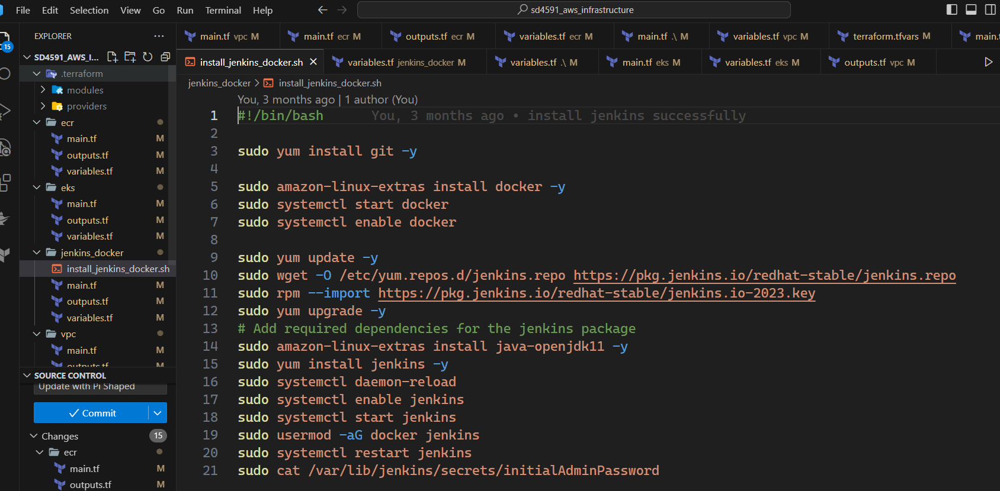 File Edit Selection View Go Run Terminal Help sd4591_aws_infrastructure
EXPLORER
main.tf vpc M main.tf ecr M outputs.tf ecr M variables.tf ecr M main.tf .\ M variables.tf vpc M terraform.tfvars M main.
15
SD4591_AWS_I...
install_jenkins_docker.sh variables.tf jenkins_docker M variables.tf .\ M main.tf eks M variables.tf eks M outputs.tf vpc M
.terraform
modules
providers
ecr
main.tf M
outputs.tf M
variables.tf M
eks
main.tf M
outputs.tf M
variables.tf M
jenkins_docker
install_jenkins_docker.sh
main.tf M
outputs.tf M
variables.tf M
vpc
main.tf M
outputs.tf M
SOURCE CONTROL
Update with Pi Shaped
Commit
Changes 15
ecr
main.tf M
outputs.tf M
jenkins_docker > install_jenkins_docker.sh
You, 3 months ago | 1 author (You)
1 #!/bin/bash You, 3 months ago • install jenkins successfully
2
3 sudo yum install git -y
4
5 sudo amazon-linux-extras install docker -y
6 sudo systemctl start docker
7 sudo systemctl enable docker
8
9 sudo yum update -y
10 sudo wget -O /etc/yum.repos.d/jenkins.repo https://pkg.jenkins.io/redhat-stable/jenkins.repo
11 sudo rpm --import https://pkg.jenkins.io/redhat-stable/jenkins.io-2023.key
12 sudo yum upgrade -y
13 # Add required dependencies for the jenkins package
14 sudo amazon-linux-extras install java-openjdk11 -y
15 sudo yum install jenkins -y
16 sudo systemctl daemon-reload
17 sudo systemctl enable jenkins
18 sudo systemctl start jenkins
19 sudo usermod -aG docker jenkins
20 sudo systemctl restart jenkins
21 sudo cat /var/lib/jenkins/secrets/initialAdminPassword